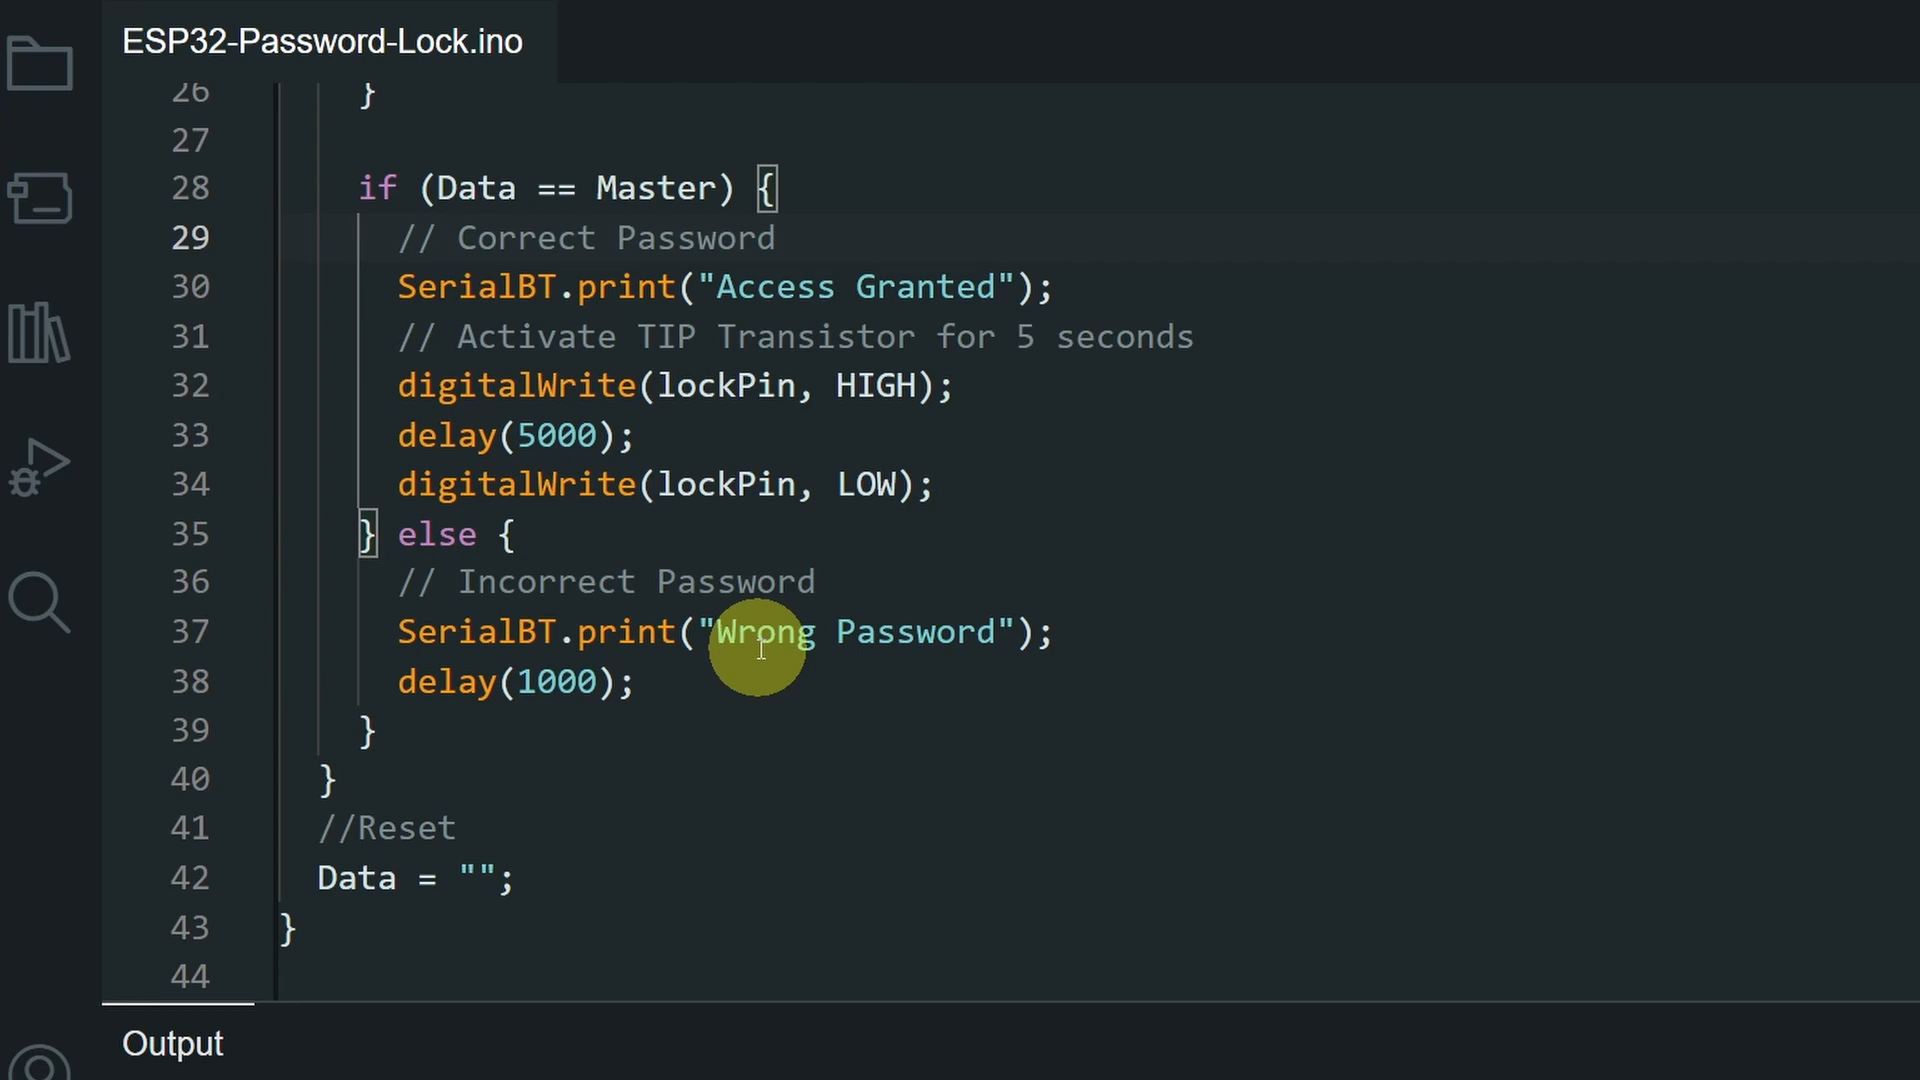 ESP32-Password-Lock.ino
26 }
27
28 if (Data == Master) {
29 // Correct Password
30 SerialBT.print("Access Granted");
31 // Activate TIP Transistor for 5 seconds
32 digitalWrite(lockPin, HIGH);
33 delay(5000);
34 digitalWrite(lockPin, LOW);
35 } else {
36 // Incorrect Password
37 SerialBT.print("Wrong Password");
38 delay(1000);
39 }
40 }
41 //Reset
42 Data = "";
43 }
44
Output